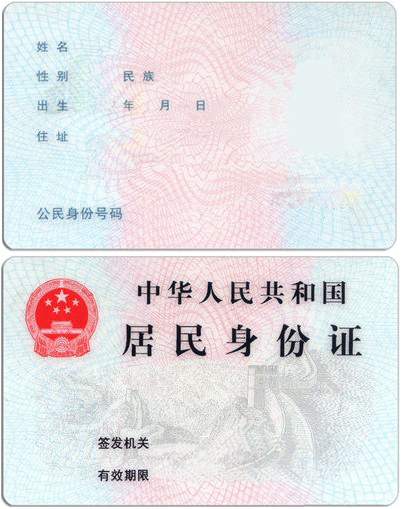 姓名
性别 民族
出生 年 月 日
住址
公民身份号码
中华人民共和国
居民身份证
签发机关
有效期限